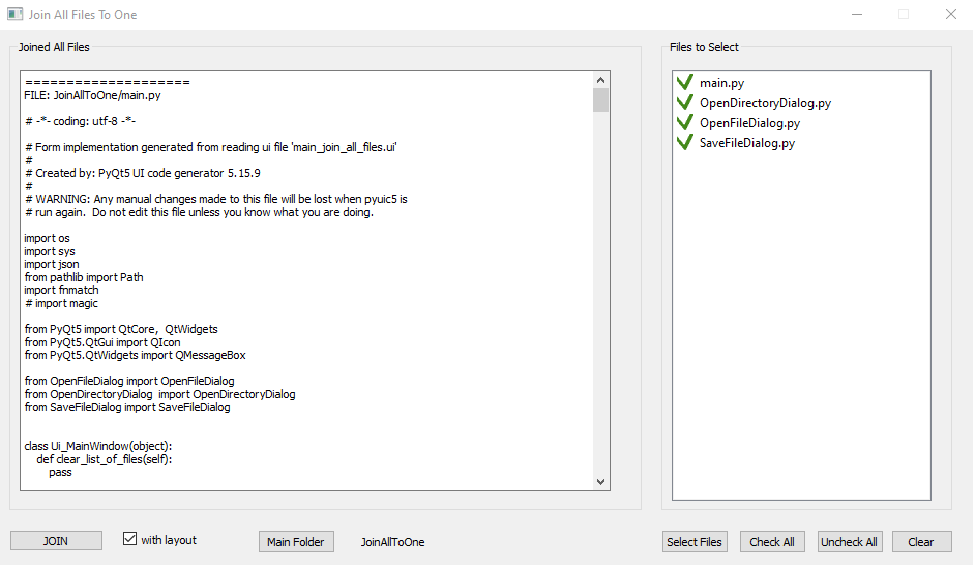 Join All Files To One
Joined All Files
====================
FILE: JoinAllToOne/main.py
# -*- coding: utf-8 -*-
# Form implementation generated from reading ui file 'main_join_all_files.ui'
#
# Created by: PyQt5 UI code generator 5.15.9
#
# WARNING: Any manual changes made to this file will be lost when pyuic5 is
# run again.  Do not edit this file unless you know what you are doing.
import os
import sys
import json
from pathlib import Path
import fnmatch
# import magic
from PyQt5 import QtCore,  QtWidgets
from PyQt5.QtGui import QIcon
from PyQt5.QtWidgets import QMessageBox
from OpenFileDialog import OpenFileDialog
from OpenDirectoryDialog  import OpenDirectoryDialog
from SaveFileDialog import SaveFileDialog
class Ui_MainWindow(object):
    def clear_list_of_files(self):
        pass
Files to Select
main.py
OpenDirectoryDialog.py
OpenFileDialog.py
SaveFileDialog.py
JOIN
with layout
Main Folder
JoinAllToOne
Select Files
Check All
Uncheck All
Clear